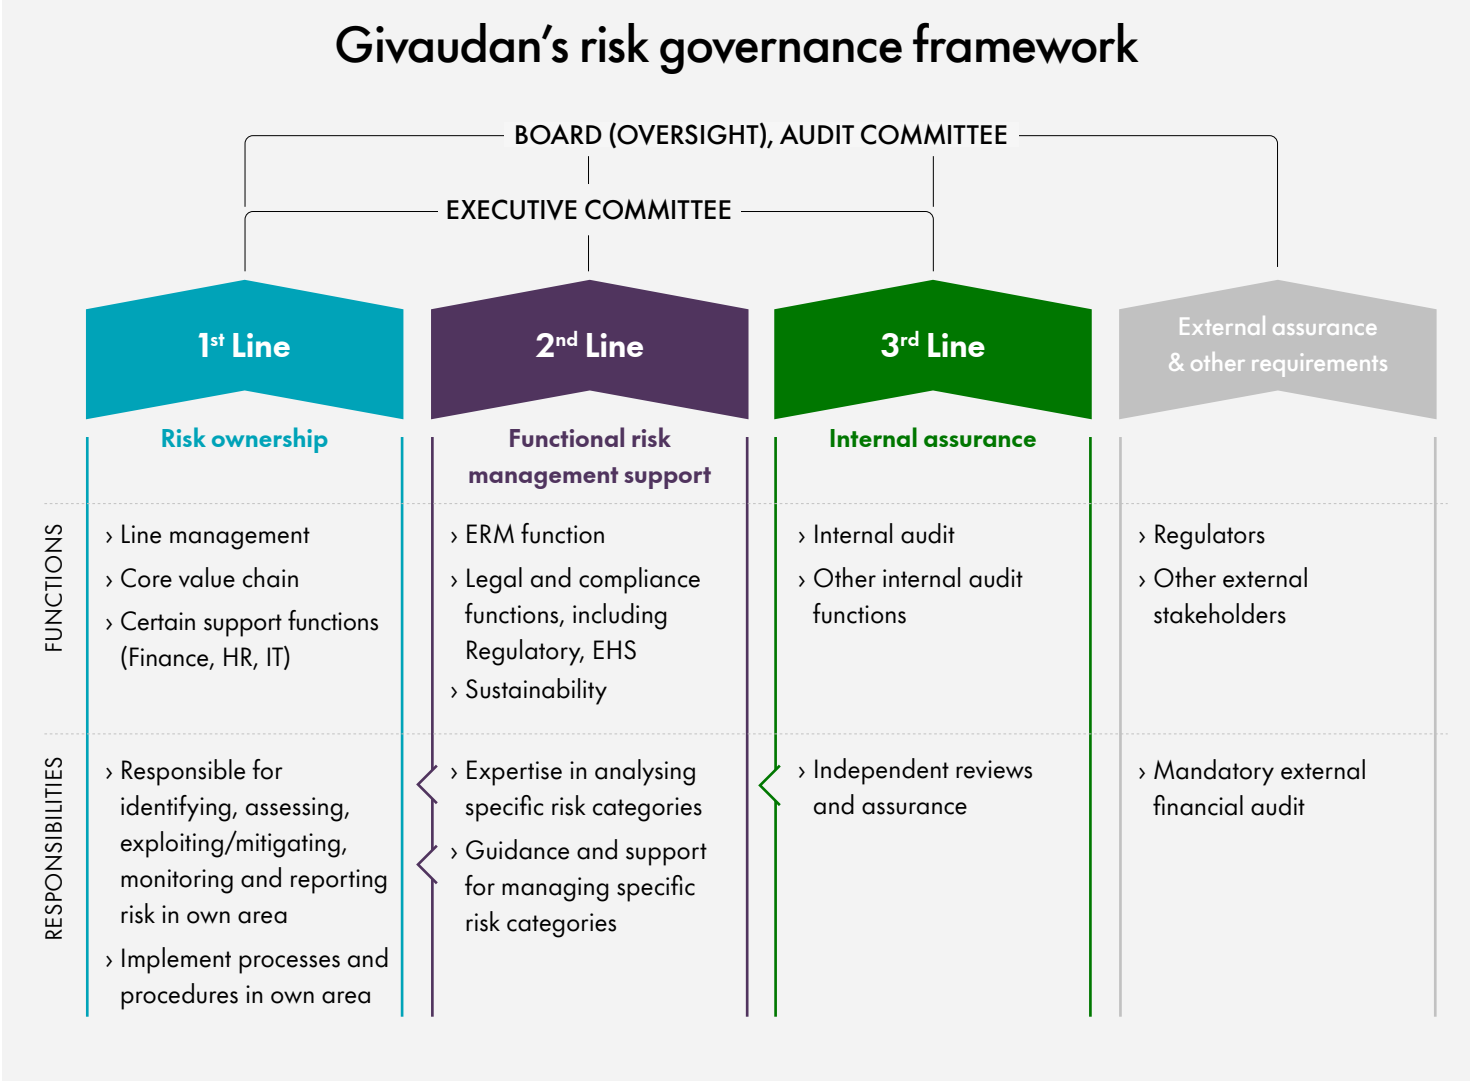 Givaudan’s risk governance framework
BOARD (OVERSIGHT), AUDIT COMMITTEE
EXECUTIVE COMMITTEE
1st Line
2nd Line
3rd Line
External assurance
& other requirements
Risk ownership
Functional risk
management support
Internal assurance
FUNCTIONS
› Line management
› Core value chain
› Certain support functions
(Finance, HR, IT)
› ERM function
› Legal and compliance
functions, including
Regulatory, EHS
› Sustainability
› Internal audit
› Other internal audit
functions
› Regulators
› Other external
stakeholders
RESPONSIBILITIES
› Responsible for
identifying, assessing,
exploiting/mitigating,
monitoring and reporting
risk in own area
› Implement processes and
procedures in own area
› Expertise in analysing
specific risk categories
› Guidance and support
for managing specific
risk categories
› Independent reviews
and assurance
› Mandatory external
financial audit